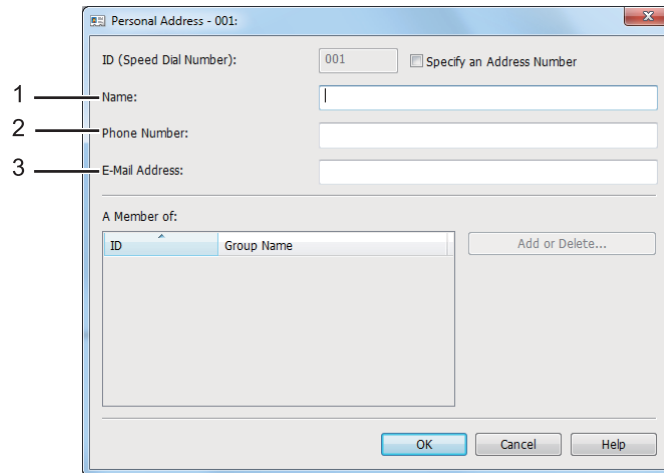 Personal Address - 001:
ID (Speed Dial Number): 001 Specify an Address Number
1 Name:
2 Phone Number:
3 E-Mail Address:
A Member of:
ID Group Name Add or Delete...
OK Cancel Help